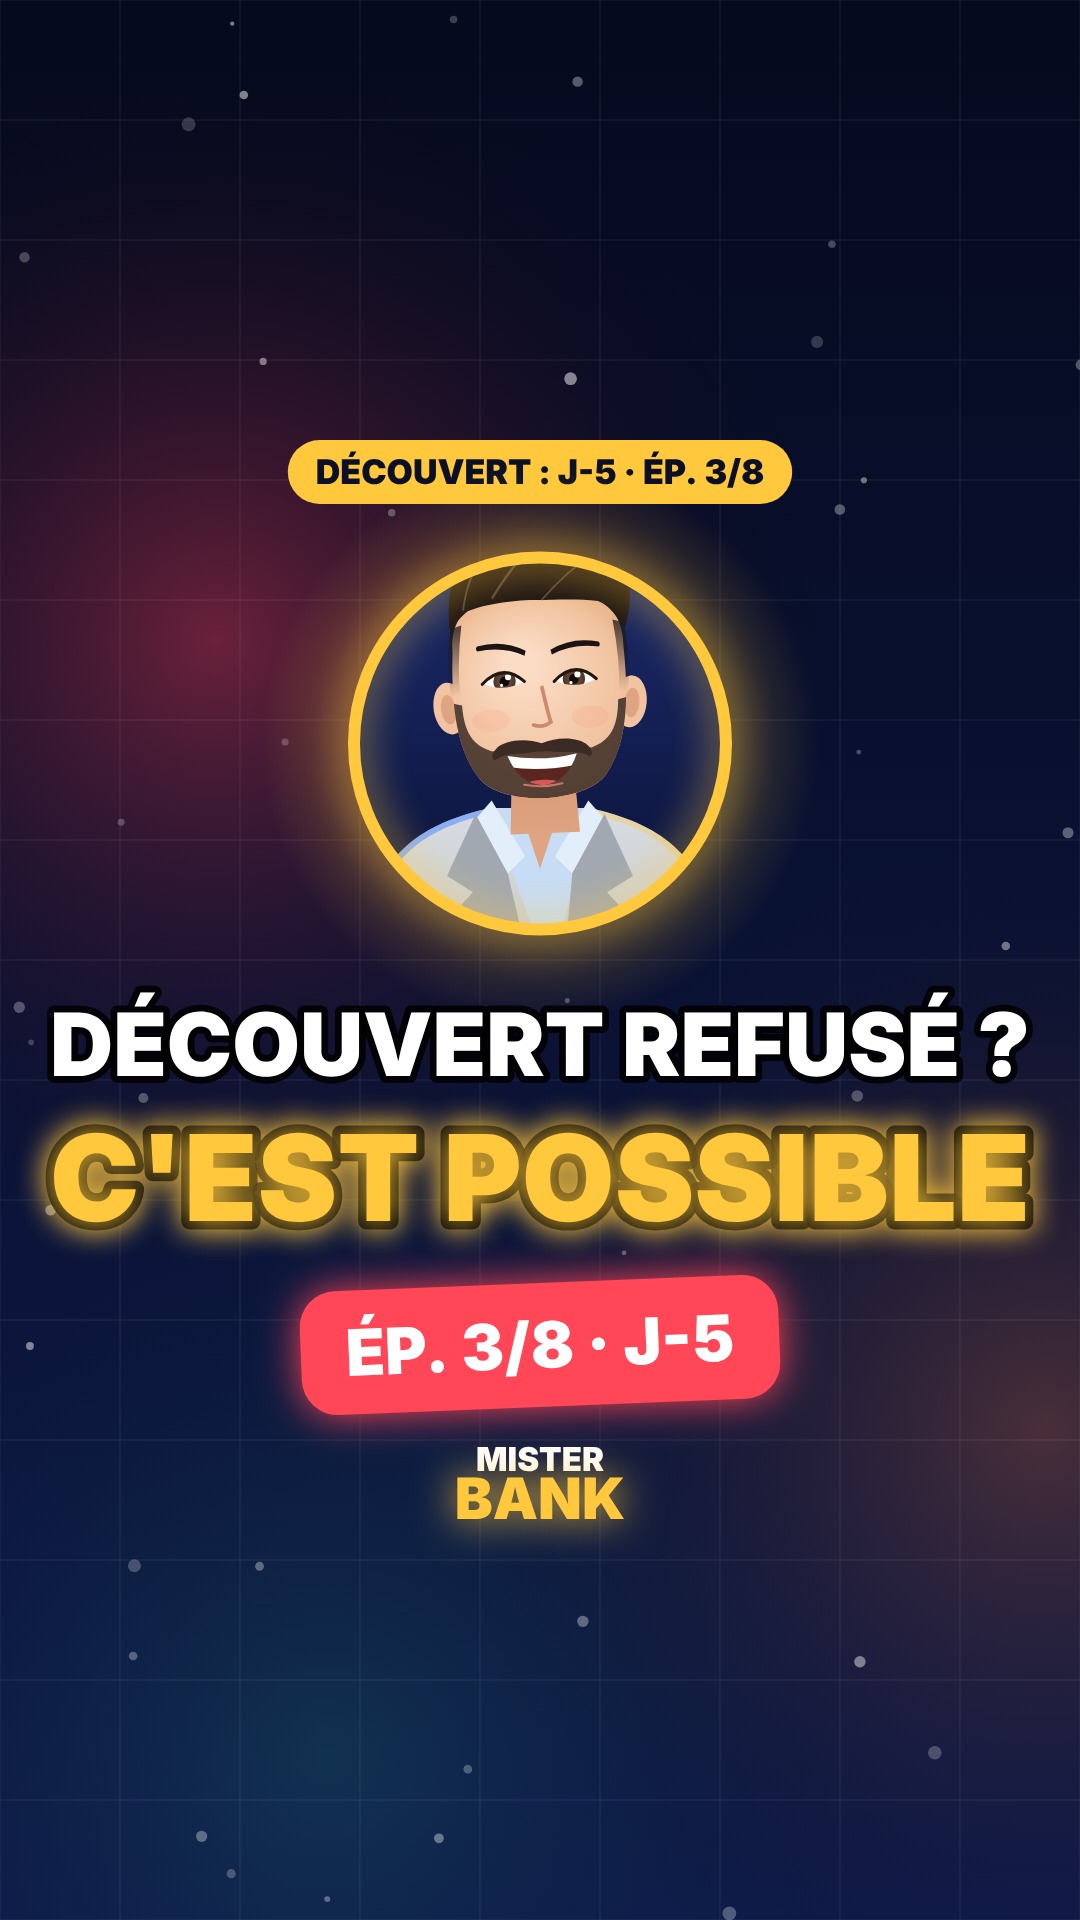 DÉCOUVERT : J-5 · ÉP. 3/8
DÉCOUVERT REFUSÉ ?
C'EST POSSIBLE
ÉP. 3/8 · J-5
MISTER
BANK